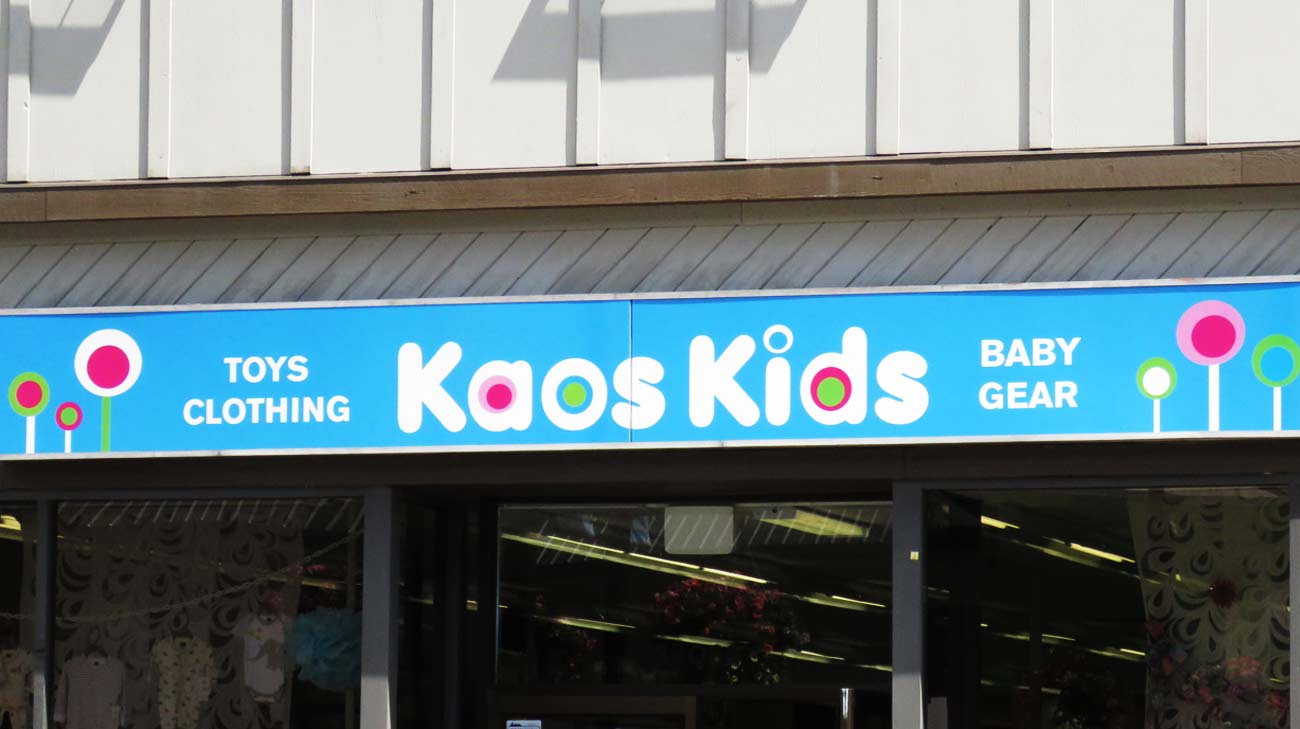 TOYS
CLOTHING
Kaos Kids
BABY
GEAR